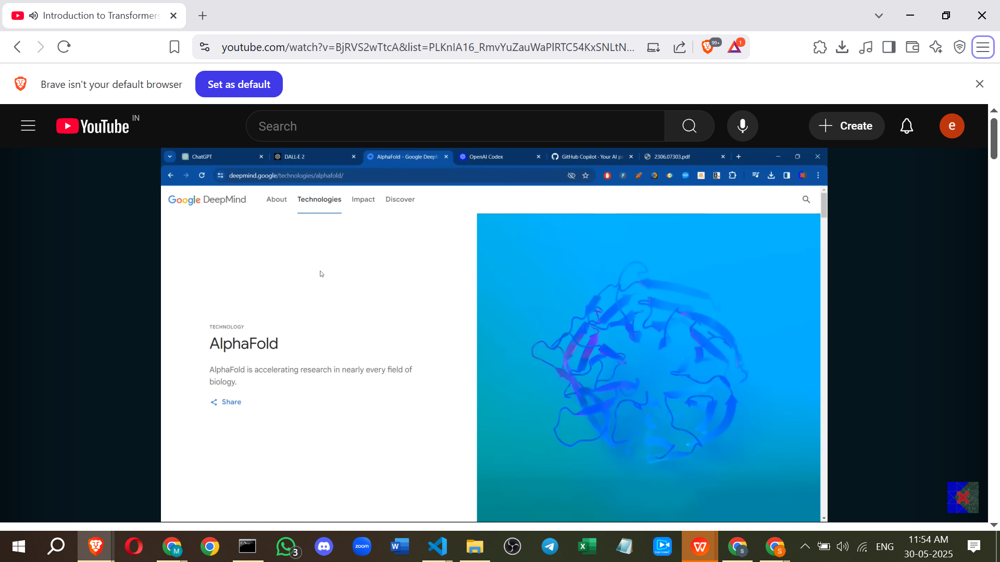 Introduction to Transformers
youtube.com/watch?v=BjRVS2wTtcA&list=PLKnIA16_RmvYuZauWaPlRTC54KxSNLtN...
99+
1
Brave isn't your default browser
Set as default
YouTube
IN
Search
Create
e
ChatGPT
DALL·E 2
AlphaFold - Google Deep
OpenAI Codex
GitHub Copilot · Your AI pa
2306.07303.pdf
deepmind.google/technologies/alphafold/
Google DeepMind
About
Technologies
Impact
Discover
TECHNOLOGY
AlphaFold
AlphaFold is accelerating research in nearly every field of
biology.
Share
M
3
zoom
W
X
W
S
S
ENG
11:54 AM
30-05-2025